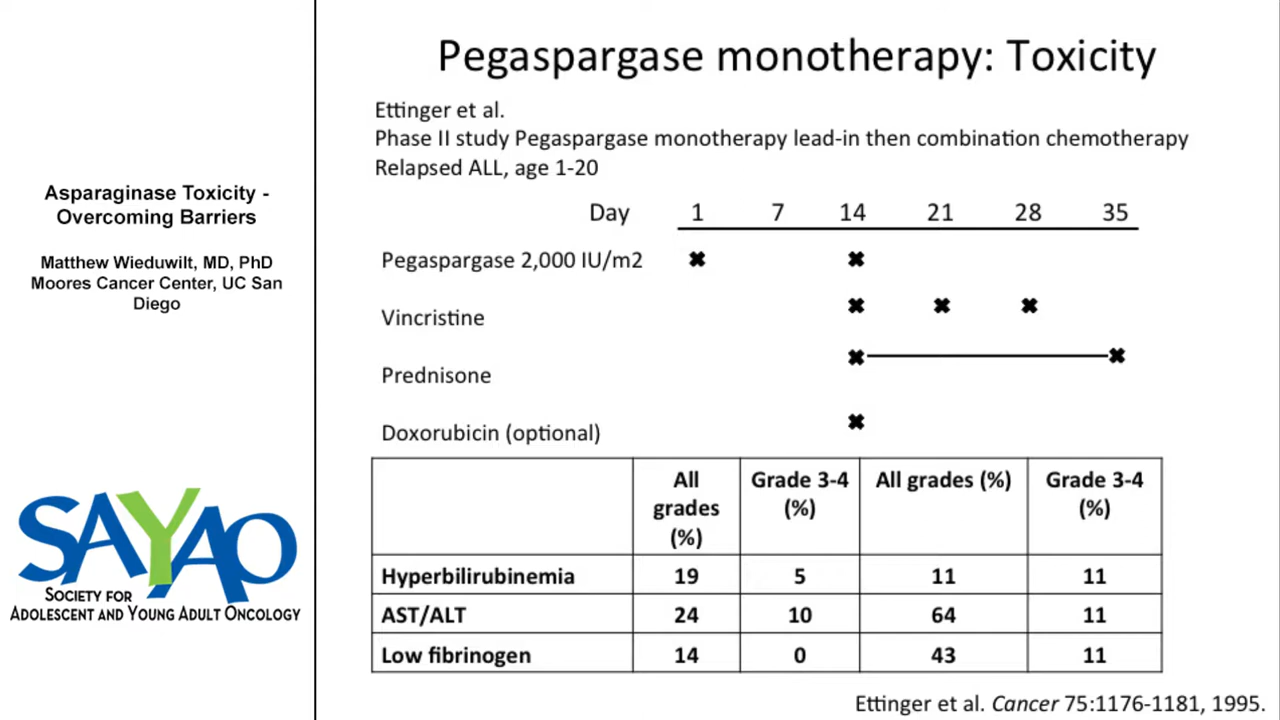 Asparaginase Toxicity -
Overcoming Barriers
Matthew Wieduwilt, MD, PhD
Moores Cancer Center, UC San
Diego
SAYAO
SOCIETY FOR
ADOLESCENT AND YOUNG ADULT ONCOLOGY
Pegaspargase monotherapy: Toxicity
Ettinger et al.
Phase II study Pegaspargase monotherapy lead-in then combination chemotherapy
Relapsed ALL, age 1-20
Day 1 7 14 21 28 35
Pegaspargase 2,000 IU/m2
Vincristine
Prednisone
Doxorubicin (optional)
All grades (%) Grade 3-4 (%) All grades (%) Grade 3-4 (%)
Hyperbilirubinemia 19 5 11 11
AST/ALT 24 10 64 11
Low fibrinogen 14 0 43 11
Ettinger et al. Cancer 75:1176-1181, 1995.